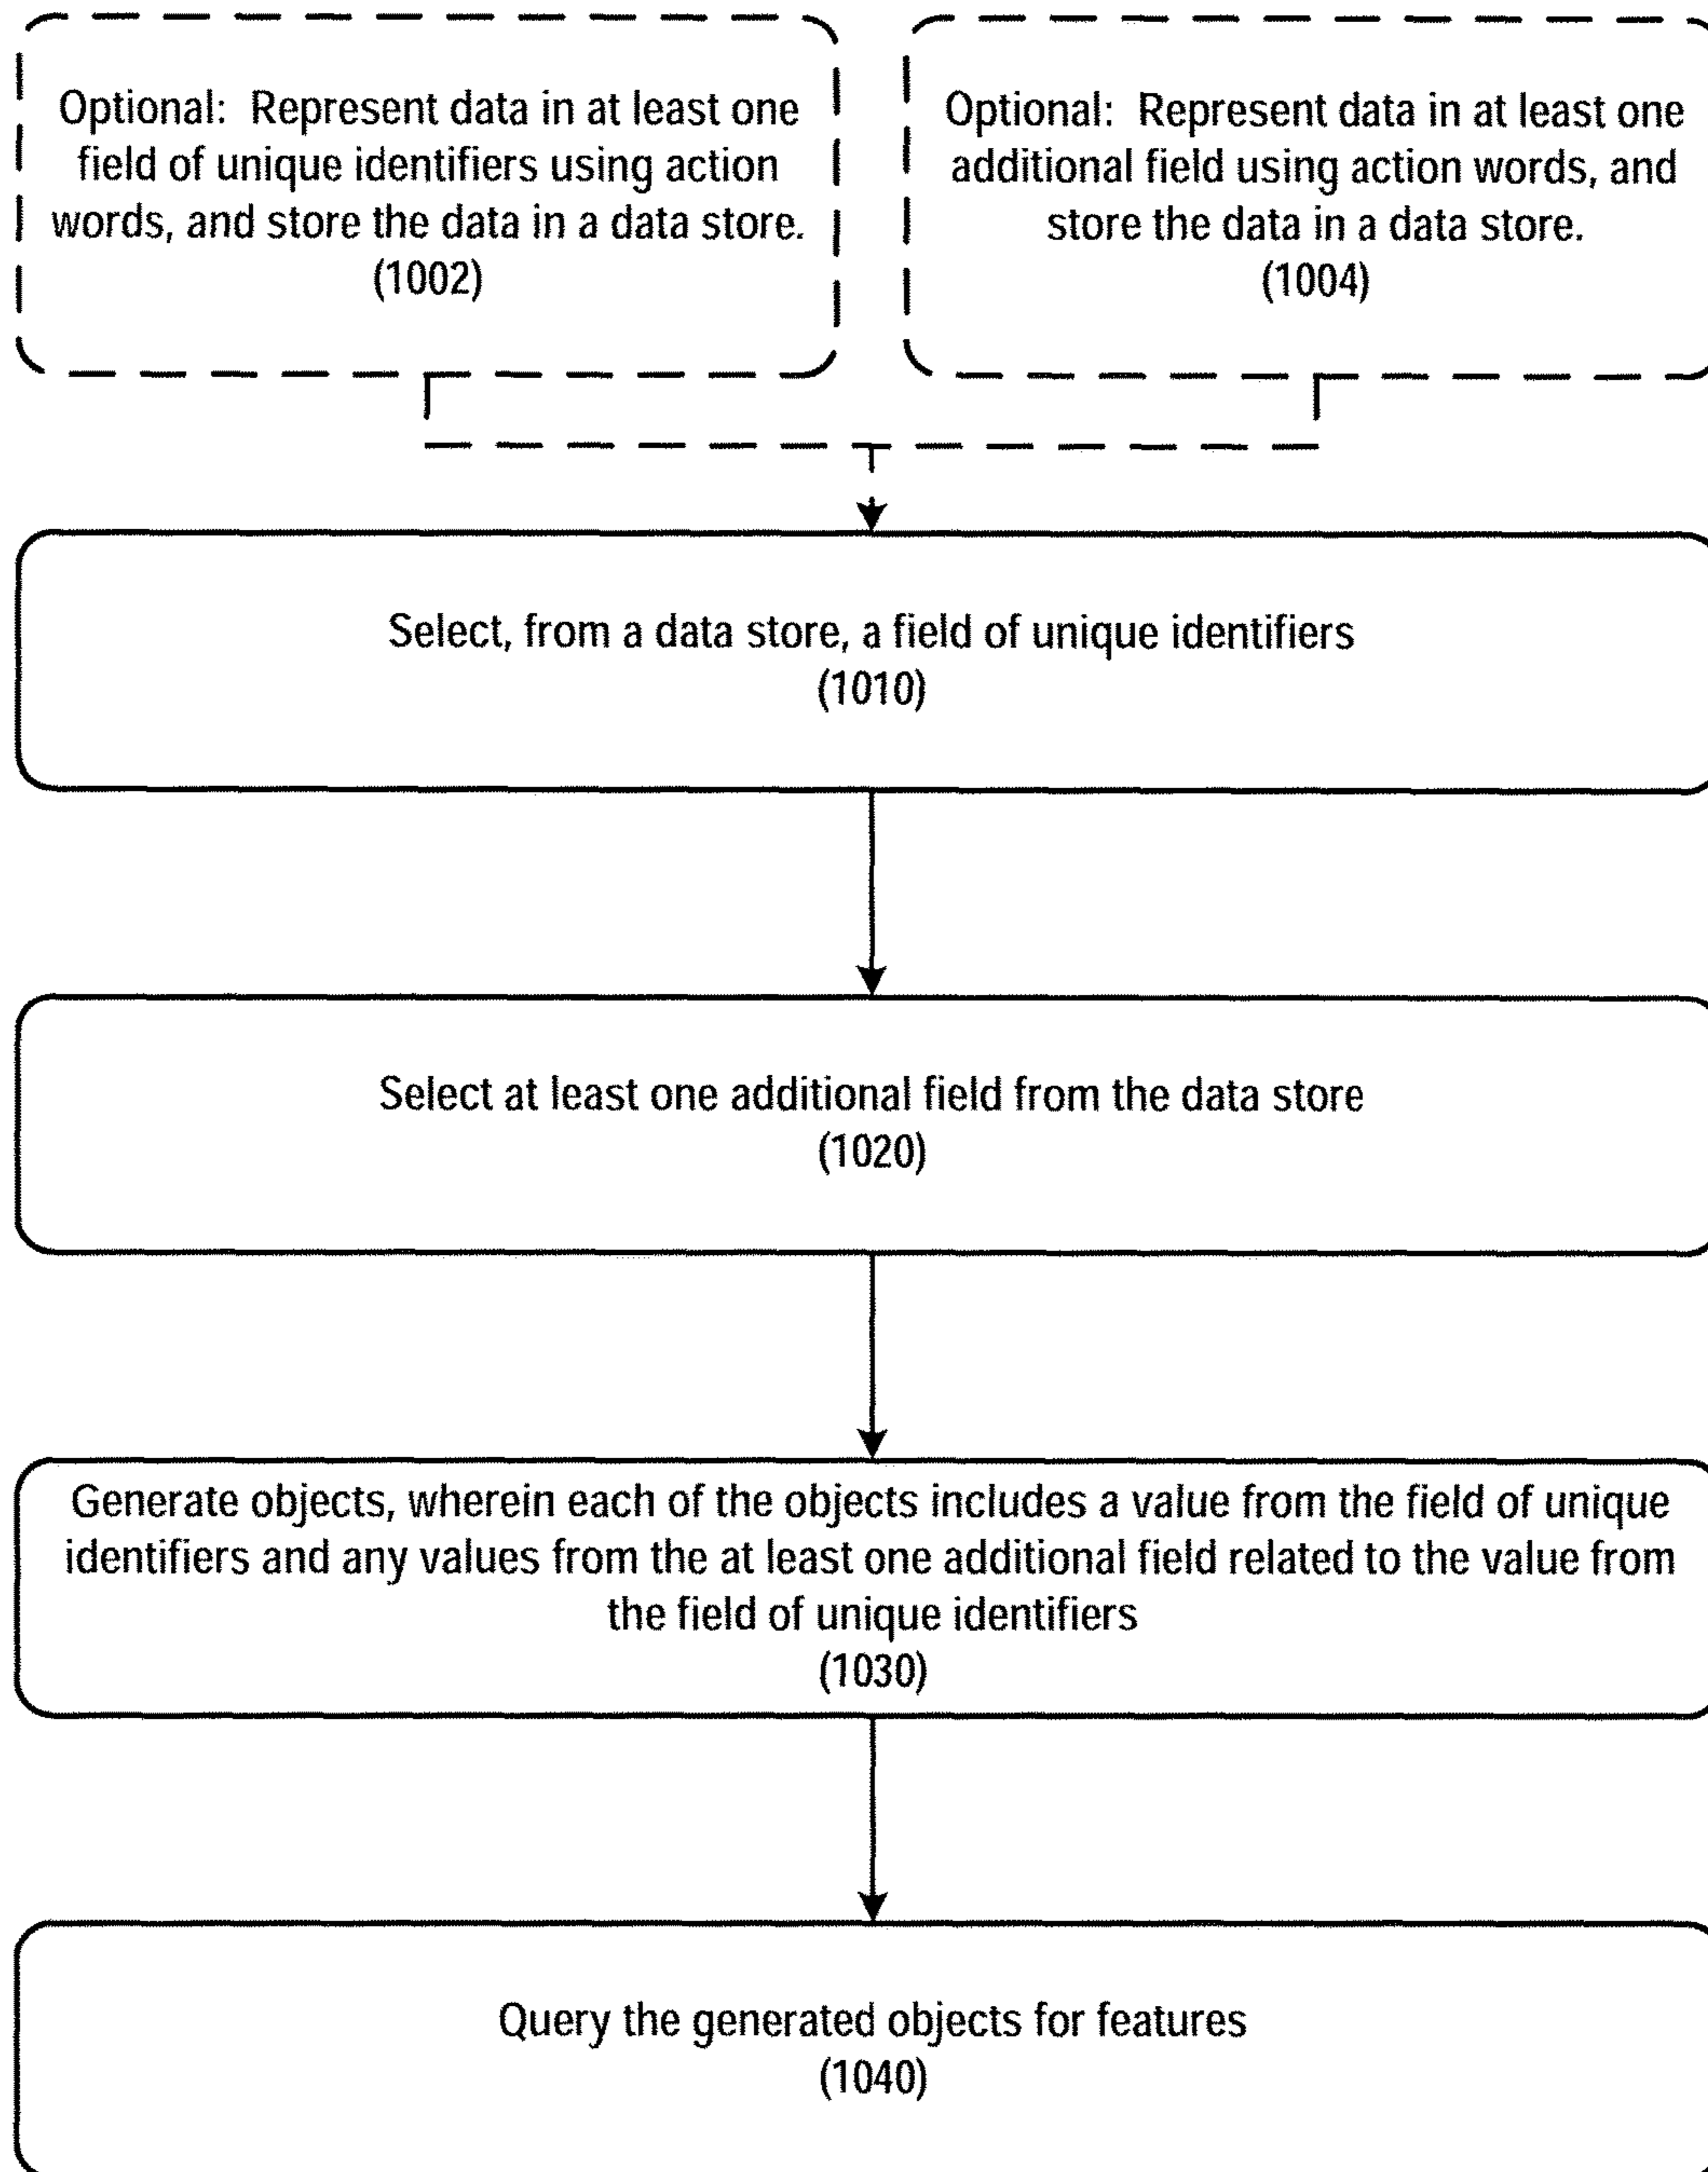 Optional:  Represent data in at least one
field of unique identifiers using action
words, and store the data in a data store.
(1002)
Optional:  Represent data in at least one
additional field using action words, and
store the data in a data store.
(1004)
Select, from a data store, a field of unique identifiers
(1010)
Select at least one additional field from the data store
(1020)
Generate objects, wherein each of the objects includes a value from the field of unique
identifiers and any values from the at least one additional field related to the value from
the field of unique identifiers
(1030)
Query the generated objects for features
(1040)